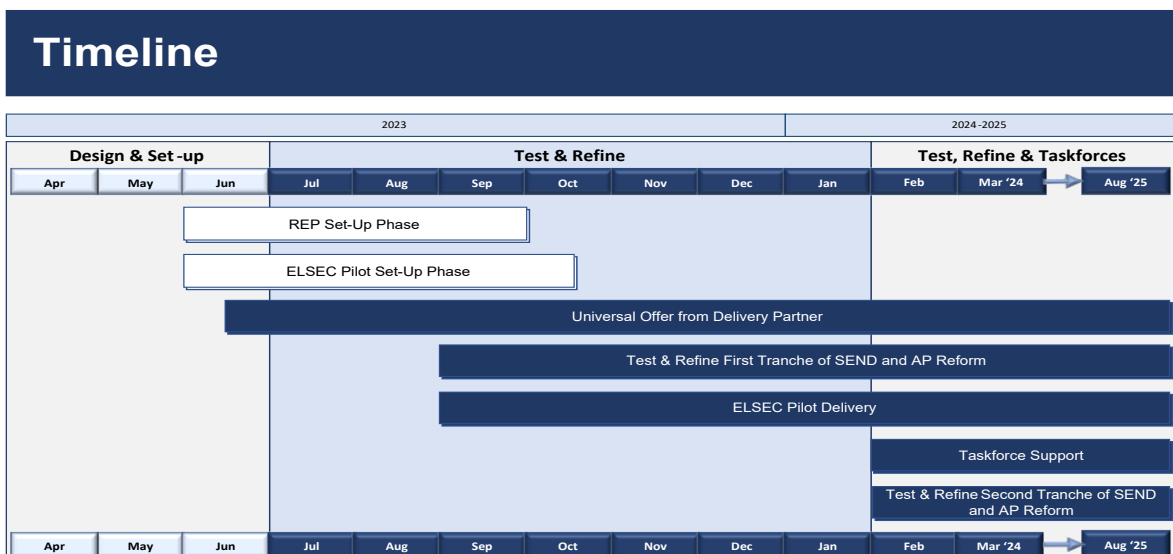 Timeline
2023
2024-2025
Design & Set-up
Test & Refine
Test, Refine & Taskforces
Apr May Jun Jul Aug Sep Oct Nov Dec Jan Feb Mar ‘24 Aug ‘25
REP Set-Up Phase
ELSEC Pilot Set-Up Phase
Universal Offer from Delivery Partner
Test & Refine First Tranche of SEND and AP Reform
ELSEC Pilot Delivery
Taskforce Support
Test & Refine Second Tranche of SEND
and AP Reform
Apr May Jun Jul Aug Sep Oct Nov Dec Jan Feb Mar ‘24 Aug ‘25